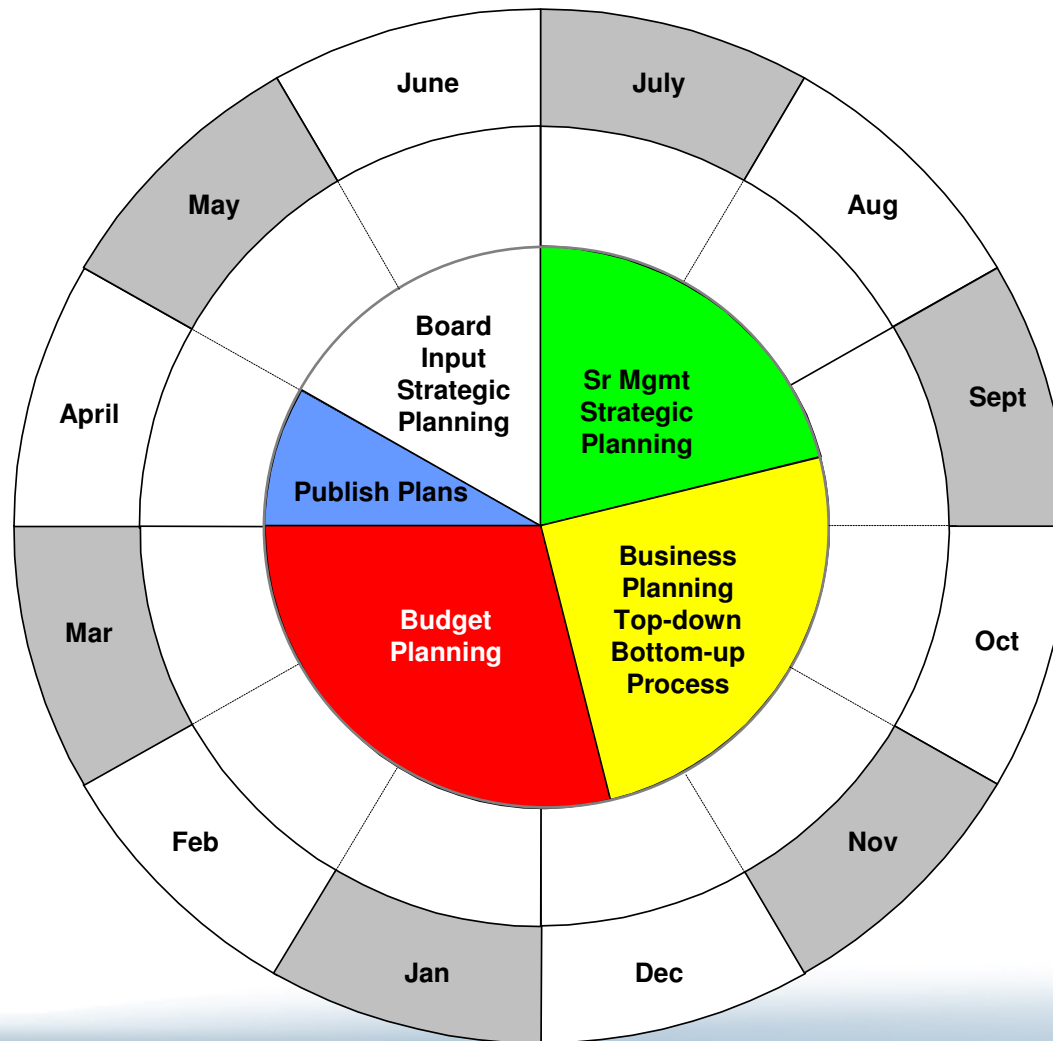 June
July
May
Aug
Board
Input
Strategic
Planning
Sr Mgmt
Strategic
Planning
April
Sept
Publish Plans
Business
Planning
Top-down
Bottom-up
Process
Budget
Planning
Mar
Oct
Feb
Nov
Jan
Dec